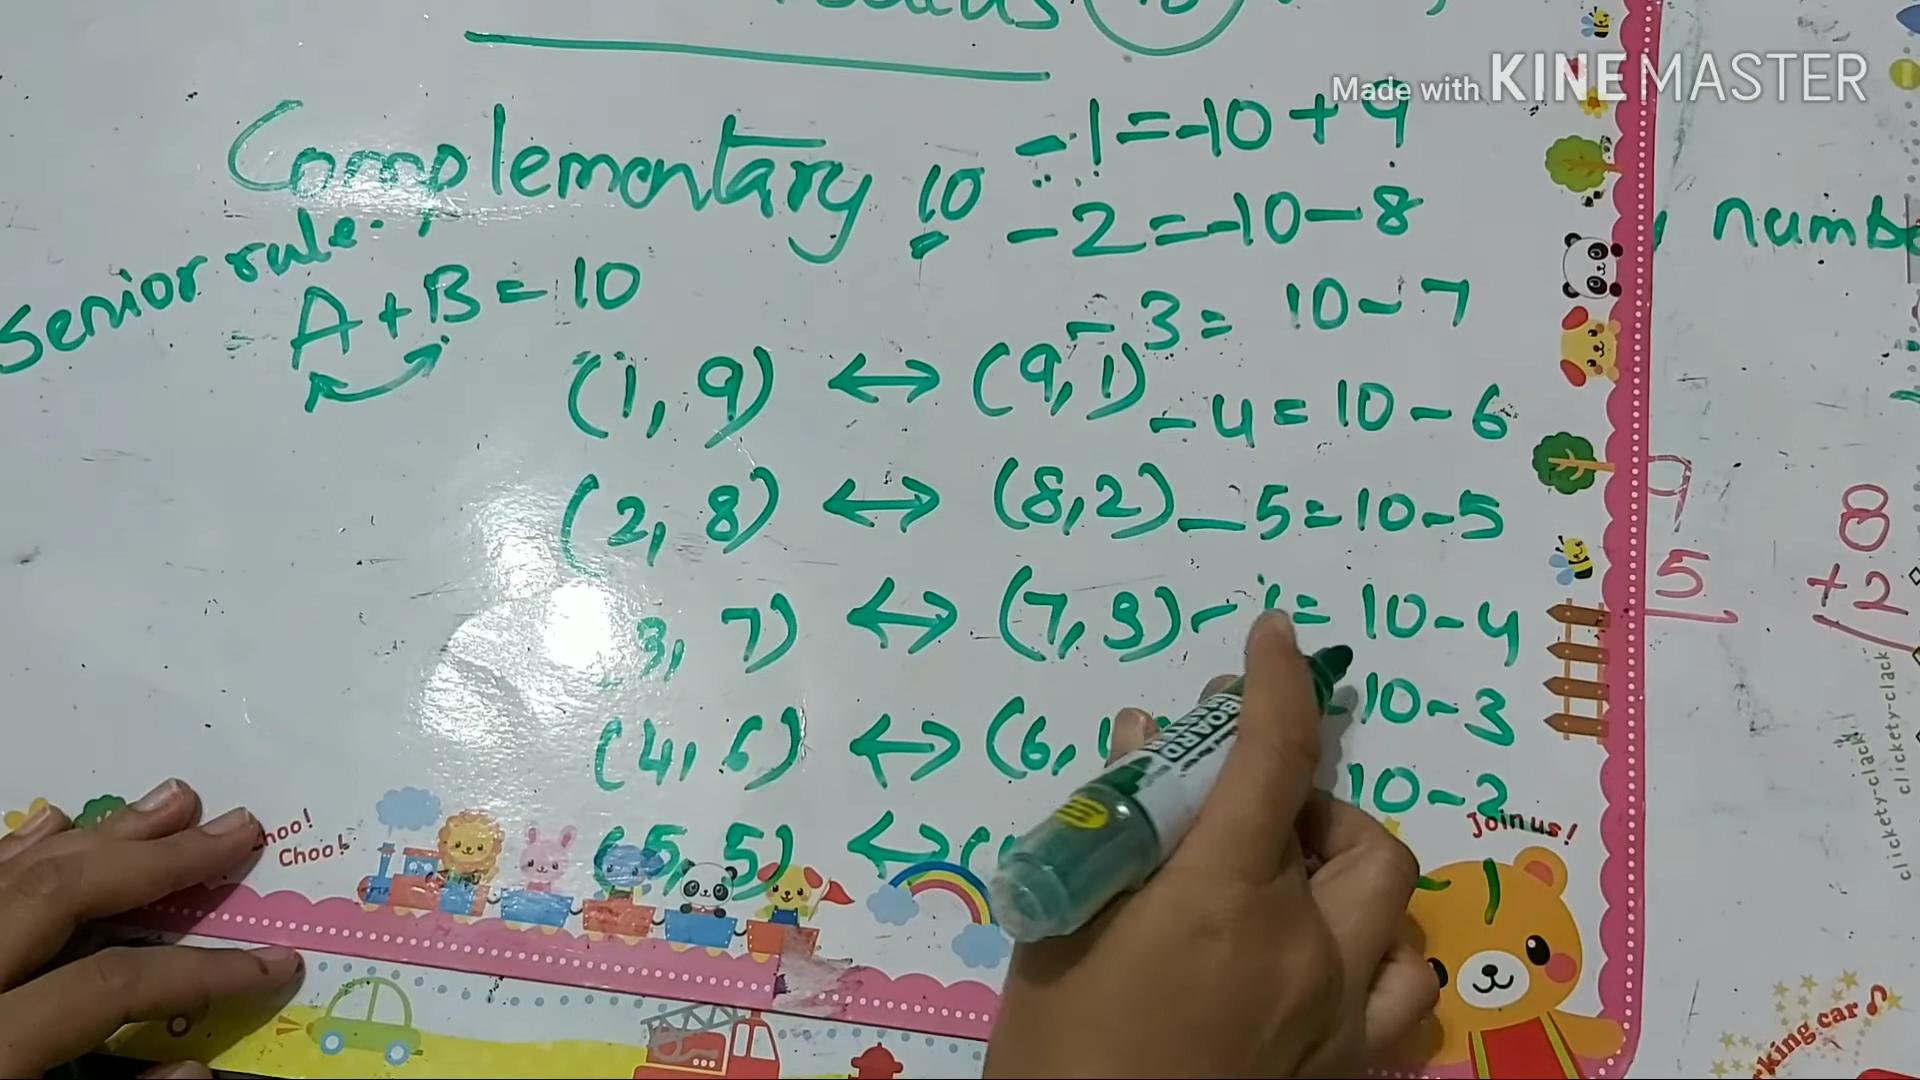 Made with KINEMASTER
Complementary 10
Senior rule.
A+B=10
-1=-10+9
-2=-10-8
-3= 10-7
-4=10-6
-5=10-5
-    = 10-4
10-3
10-2
(1, 9) ↔ (9,1)
(2, 8) ↔ (8,2)
3, 7) ↔ (7,3)
(4, 6) ↔ (6,
(5, 5) ↔ (
numb
9
5
8
+2
Choo!
Choo!
Join us!
clickety-clack
clickety-clack
king car